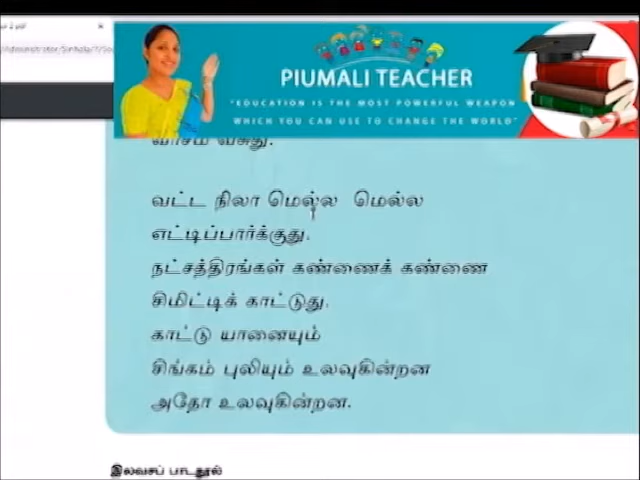 PIUMALI TEACHER
"EDUCATION IS THE MOST POWERFUL WEAPON
WHICH YOU CAN USE TO CHANGE THE WORLD"
வாசம் வீசுது.
வட்ட நிலா மெல்ல மெல்ல
எட்டிப்பார்க்குது.
நட்சத்திரங்கள் கண்ணைக் கண்ணை
சிமிட்டிக் காட்டுது.
காட்டு யானையும்
சிங்கம் புலியும் உலவுகின்றன
அதோ உலவுகின்றன.
இலவசப் பாடநூல்